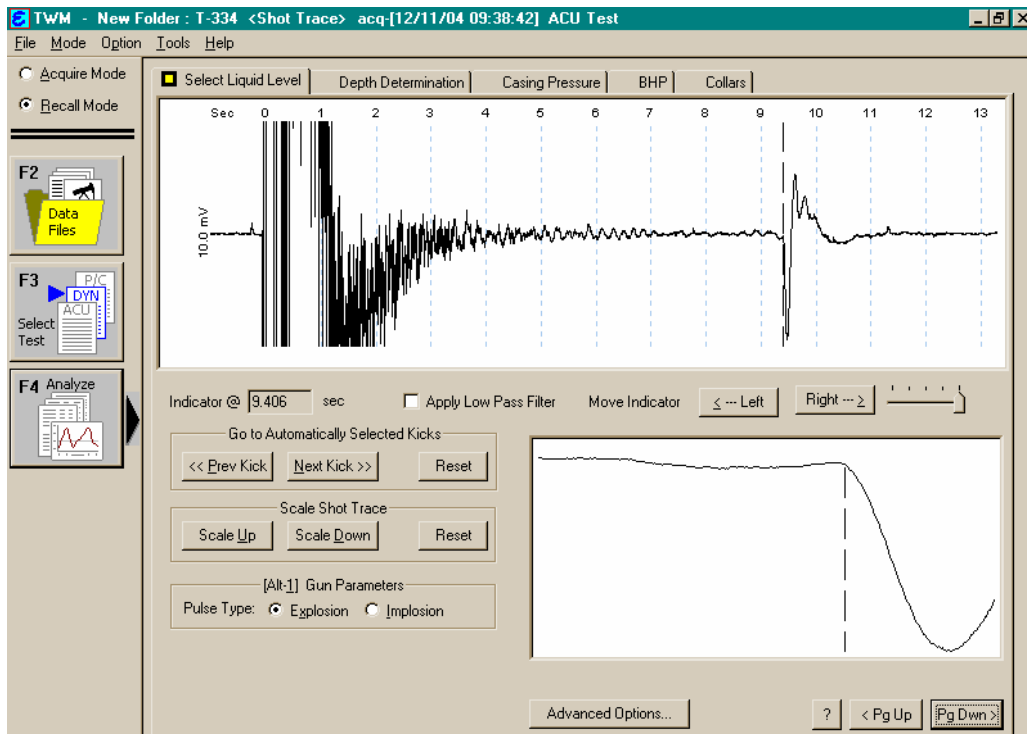 TWM - New Folder : T-334 <Shot Trace> acq-[12/11/04 09:38:42] ACU Test
File Mode Option Tools Help
Acquire Mode
Recall Mode
F2
Data Files
F3
P/C
DYN
ACU
Select Test
F4 Analyze
Select Liquid Level
Depth Determination
Casing Pressure
BHP
Collars
Sec 0 1 2 3 4 5 6 7 8 9 10 11 12 13
10.0 mV
Indicator @ 9.406 sec
Apply Low Pass Filter
Move Indicator
< --- Left
Right --- >
Go to Automatically Selected Kicks
<< Prev Kick
Next Kick >>
Reset
Scale Shot Trace
Scale Up
Scale Down
Reset
[Alt-1] Gun Parameters
Pulse Type: Explosion Implosion
Advanced Options...
?
< Pg Up
Pg Dwn >